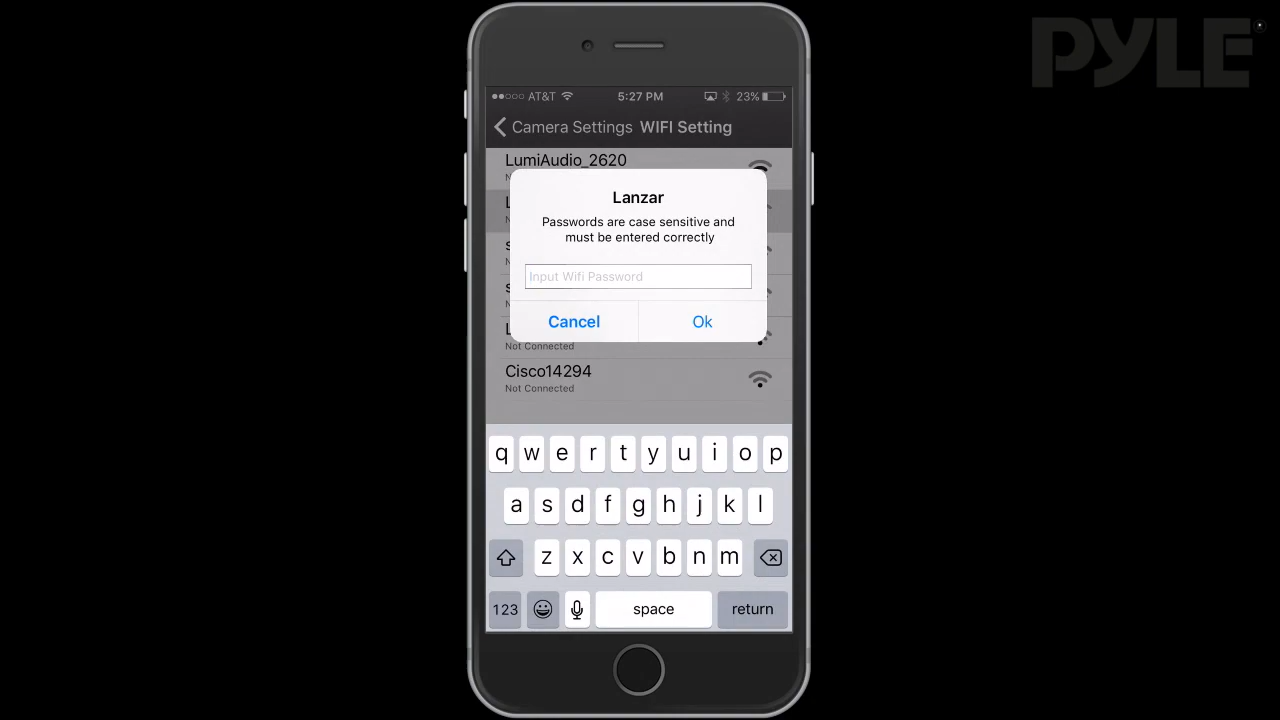 PYLE
AT&T 5:27 PM 23%
Camera Settings WIFI Setting
LumiAudio_2620
Lanzar
Passwords are case sensitive and
must be entered correctly
Input Wifi Password
Cancel Ok
Not Connected
Cisco14294
Not Connected
q w e r t y u i o p
a s d f g h j k l
z x c v b n m
123 space return